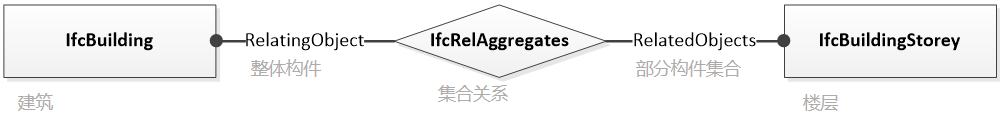 IfcBuilding
RelatingObject
IfcRelAggregates
RelatedObjects
IfcBuildingStorey
整体构件
部分构件集合
建筑
集合关系
楼层